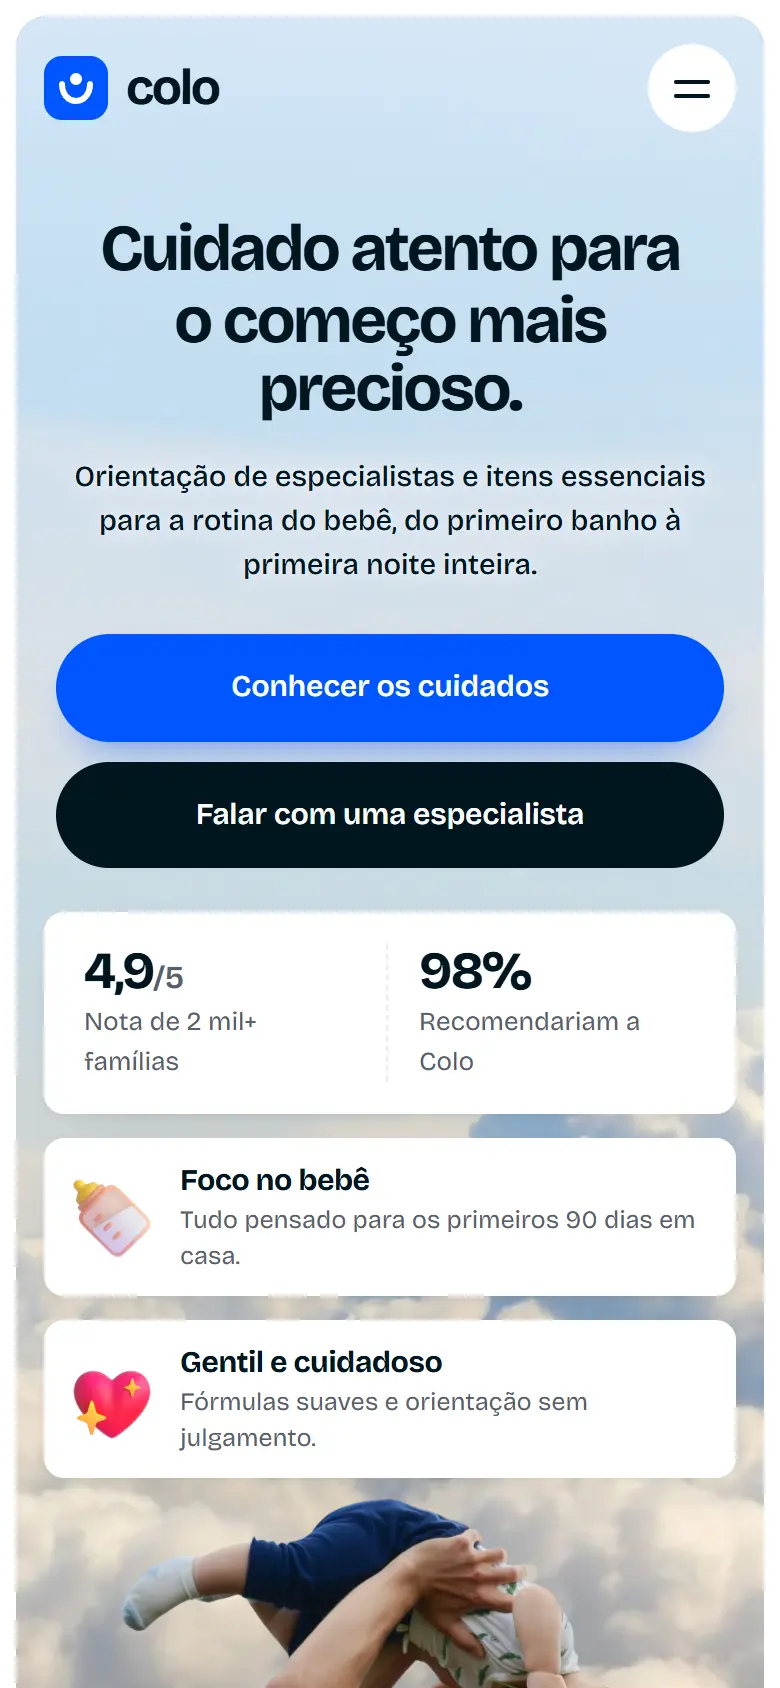 colo
Cuidado atento para
o começo mais
precioso.
Orientação de especialistas e itens essenciais
para a rotina do bebê, do primeiro banho à
primeira noite inteira.
Conhecer os cuidados
Falar com uma especialista
4,9/5
Nota de 2 mil+
famílias
98%
Recomendariam a
Colo
Foco no bebê
Tudo pensado para os primeiros 90 dias em
casa.
Gentil e cuidadoso
Fórmulas suaves e orientação sem
julgamento.